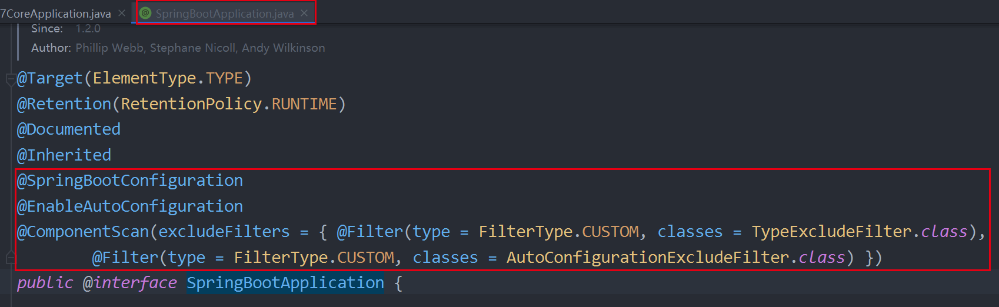 7CoreApplication.java × @ SpringBootApplication.java ×
Since: 1.2.0
Author: Phillip Webb, Stephane Nicoll, Andy Wilkinson
@Target(ElementType.TYPE)
@Retention(RetentionPolicy.RUNTIME)
@Documented
@Inherited
@SpringBootConfiguration
@EnableAutoConfiguration
@ComponentScan(excludeFilters = { @Filter(type = FilterType.CUSTOM, classes = TypeExcludeFilter.class),
@Filter(type = FilterType.CUSTOM, classes = AutoConfigurationExcludeFilter.class) })
public @interface SpringBootApplication {